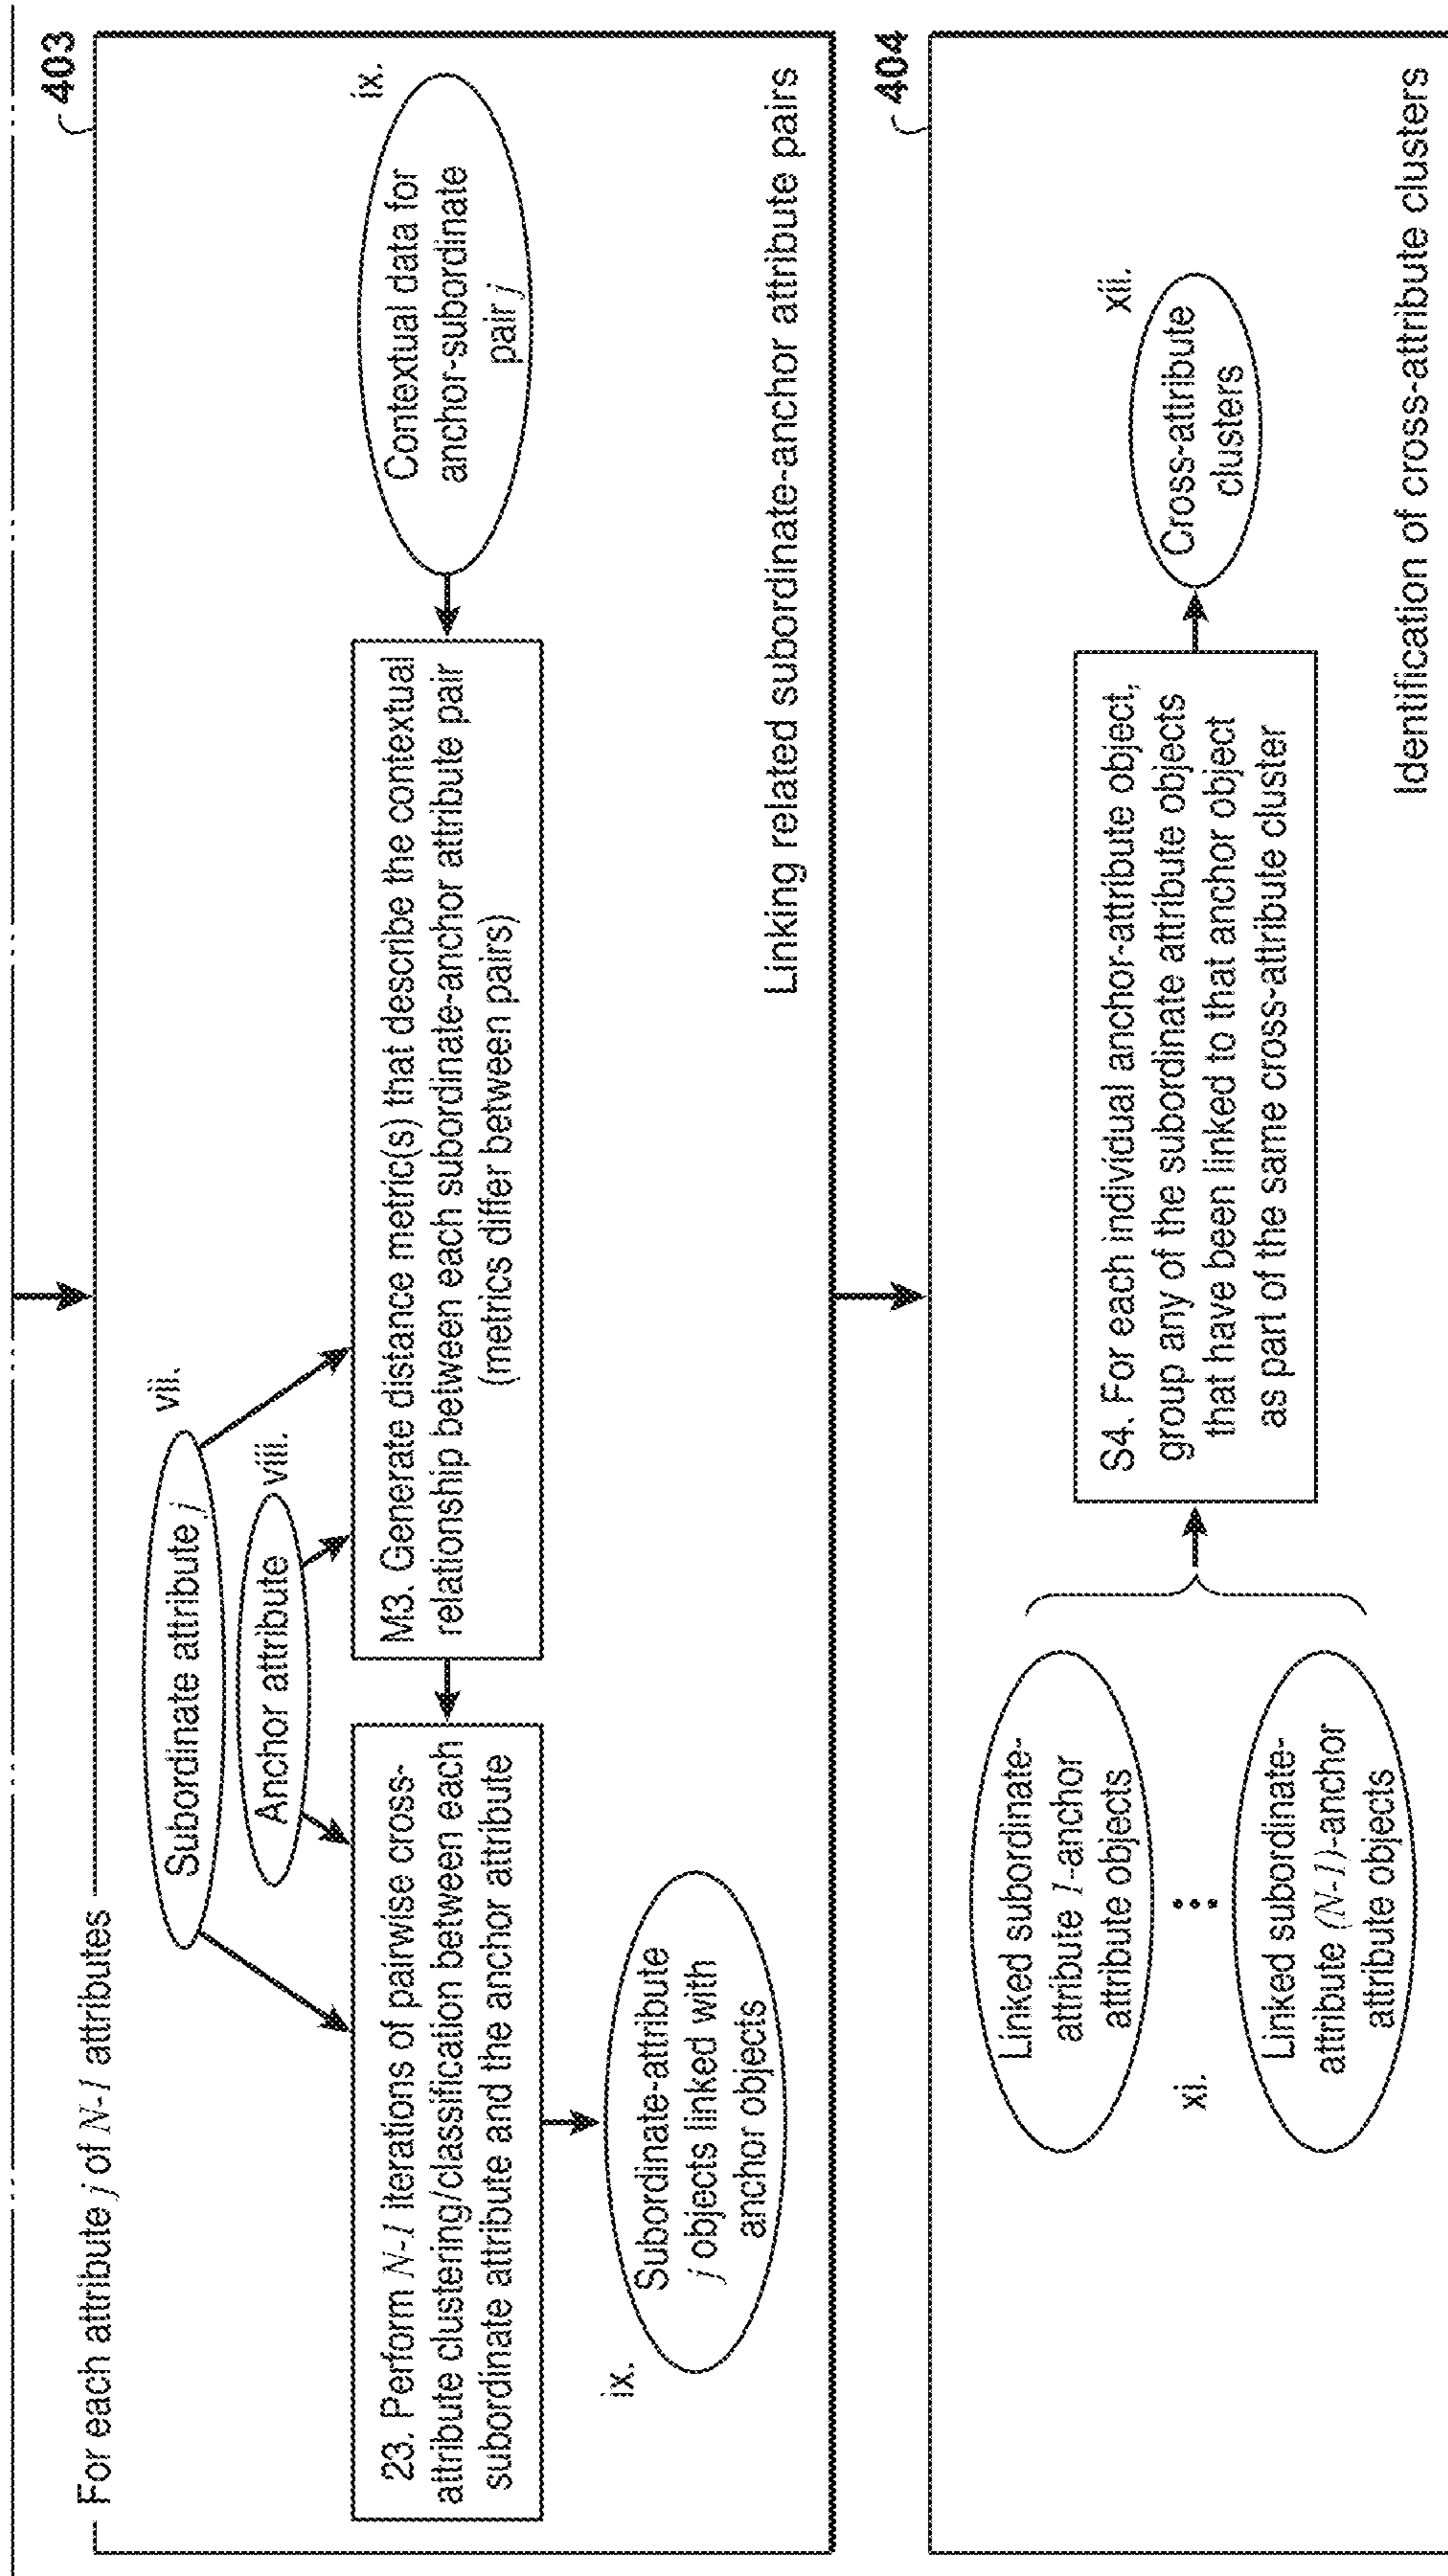 403
For each attribute j of N-1 attributes
Subordinate attribute j
vii.
Anchor attribute
viii.
23. Perform N-1 iterations of pairwise cross-
attribute clustering/classification between each
subordinate attribute and the anchor attribute
M3. Generate distance metric(s) that describe the contextual
relationship between each subordinate-anchor attribute pair
(metrics differ between pairs)
ix.
Contextual data for
anchor-subordinate
pair j
ix.
Subordinate-attribute
j objects linked with
anchor objects
Linking related subordinate-anchor attribute pairs
404
Linked subordinate-
attribute 1-anchor
attribute objects
xi.
Linked subordinate-
attribute (N-1)-anchor
attribute objects
S4. For each individual anchor-attribute object,
group any of the subordinate attribute objects
that have been linked to that anchor object
as part of the same cross-attribute cluster
xii.
Cross-attribute
clusters
Identification of cross-attribute clusters